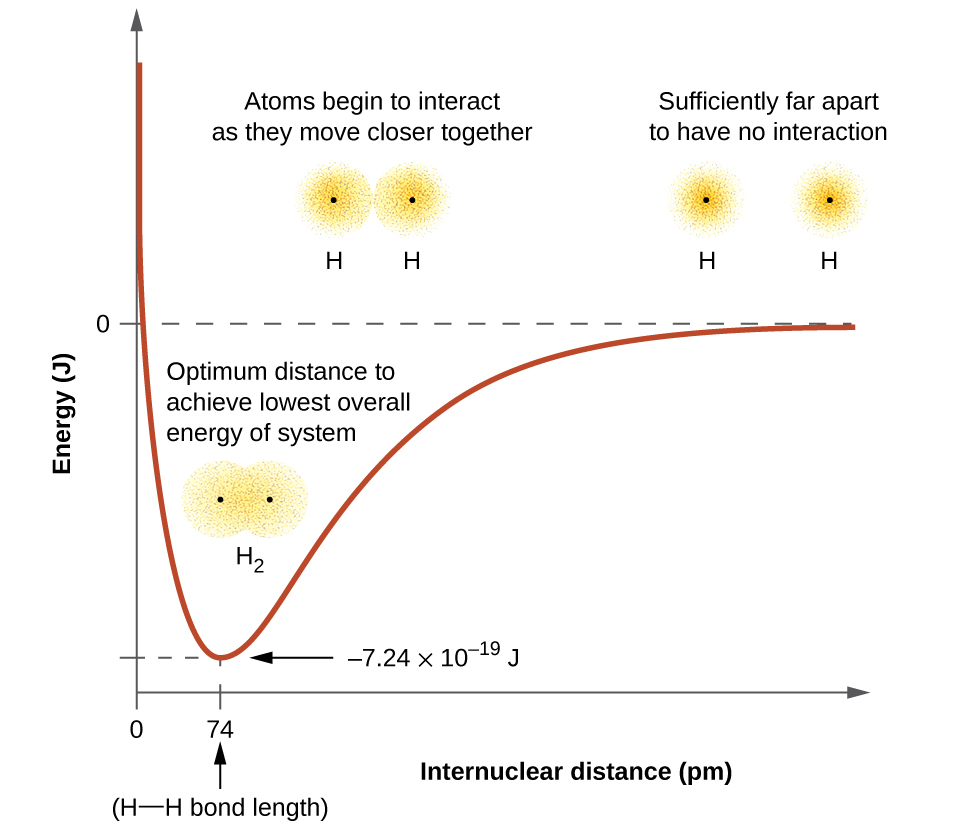 Atoms begin to interact
as they move closer together
Sufficiently far apart
to have no interaction
H H
H H
0
Energy (J)
Optimum distance to
achieve lowest overall
energy of system
H₂
–7.24 × 10⁻¹⁹ J
0 74
Internuclear distance (pm)
(H—H bond length)